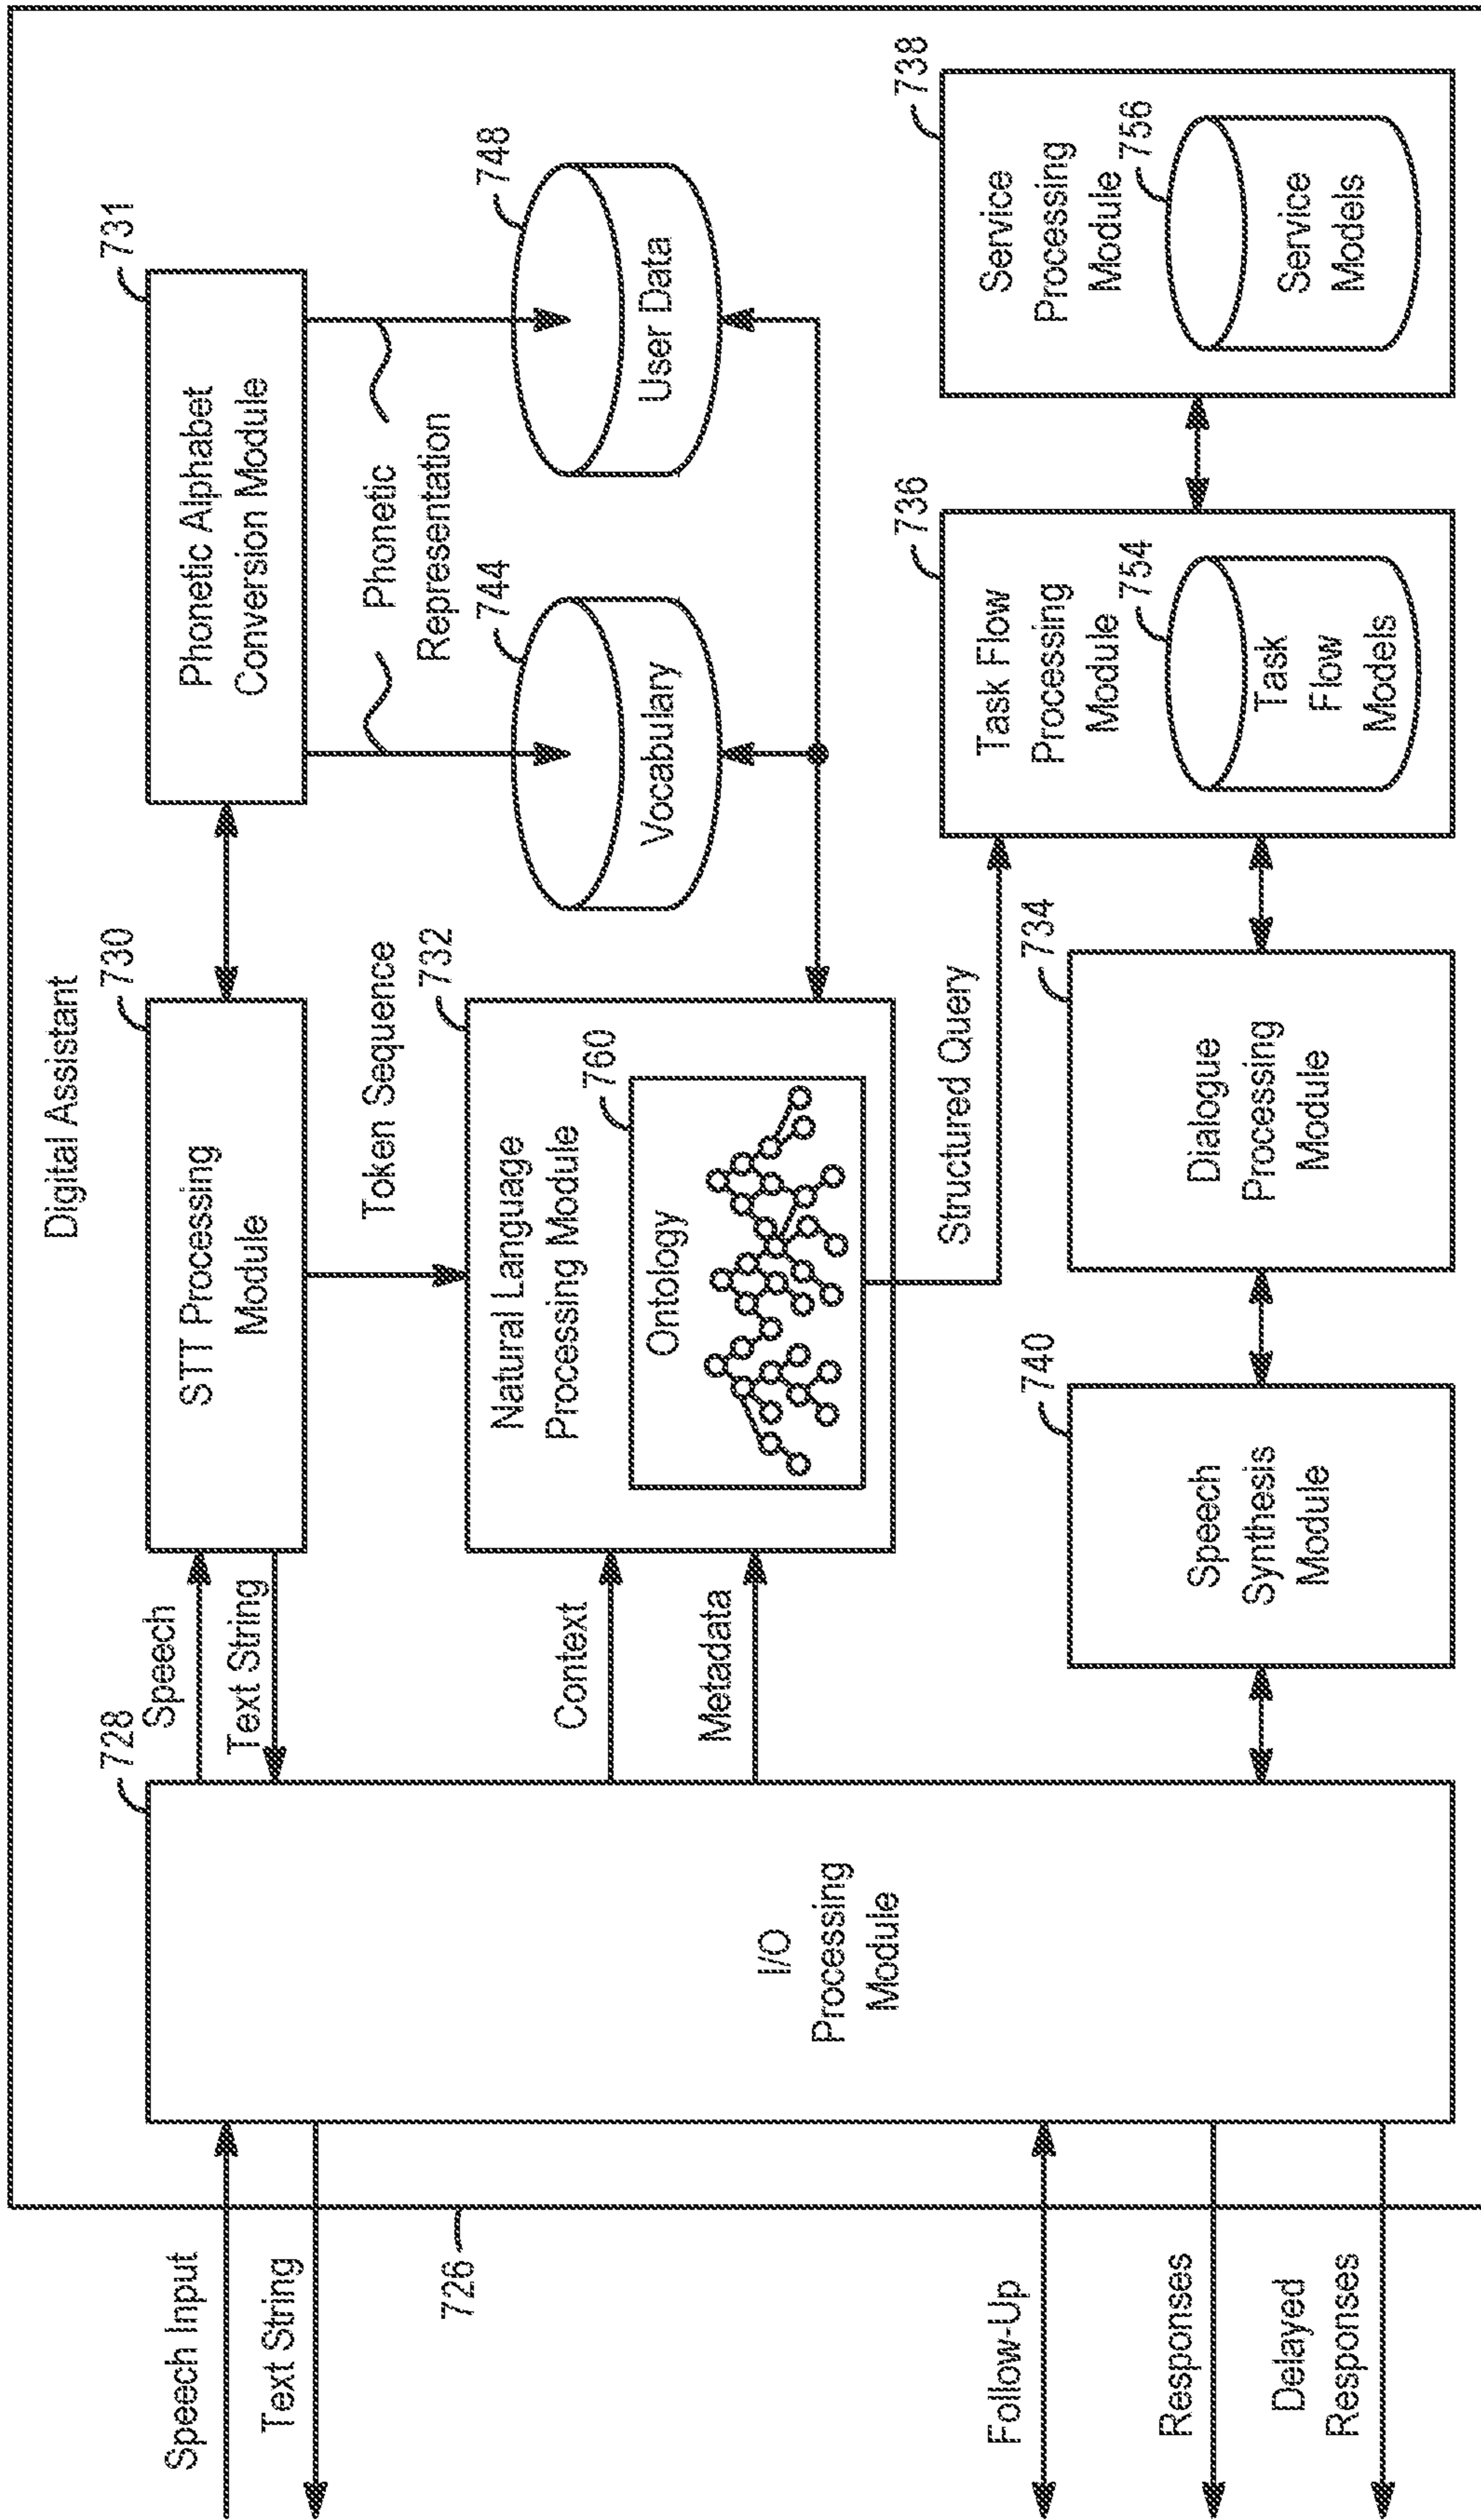 Digital Assistant
726
Speech Input
Text String
Follow-Up
Responses
Delayed
Responses
728
I/O
Processing
Module
Speech
Text String
Context
Metadata
730
STT Processing
Module
Token Sequence
731
Phonetic Alphabet
Conversion Module
Phonetic
Representation
744
Vocabulary
748
User Data
732
Natural Language
Processing Module
760
Ontology
Structured Query
740
Speech
Synthesis
Module
734
Dialogue
Processing
Module
736
Task Flow
Processing
Module
754
Task
Flow
Models
738
Service
Processing
Module
756
Service
Models